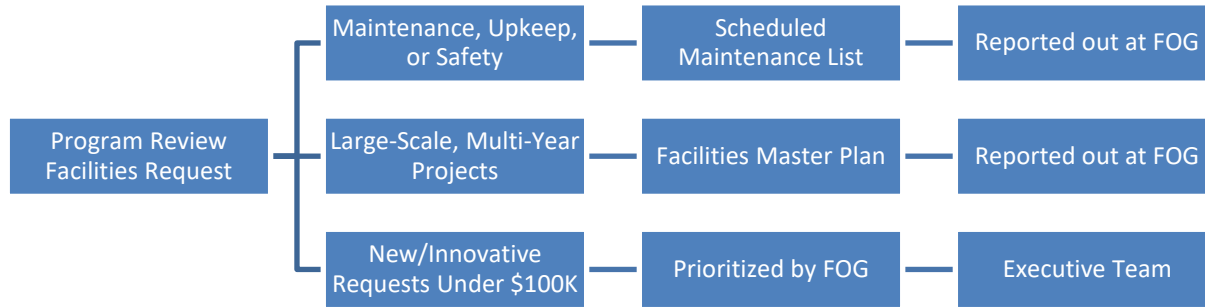 Maintenance, Upkeep,
or Safety
Scheduled
Maintenance List
Reported out at FOG
Program Review
Facilities Request
Large-Scale, Multi-Year
Projects
Facilities Master Plan
Reported out at FOG
New/Innovative
Requests Under $100K
Prioritized by FOG
Executive Team